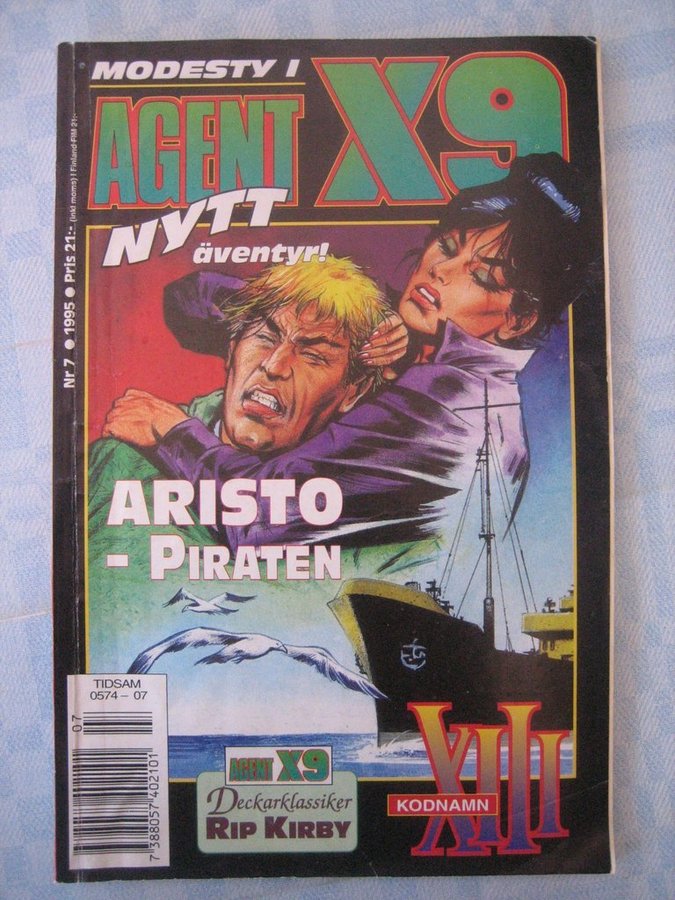 MODESTY I
AGENT X9
NYTT
äventyr!
Nr 7 ● 1995 ● Pris 21:- (inkl moms) I Finland FIM 21:-
ARISTO
- PIRATEN
TIDSAM
0574 – 07
07
7 388057 402101
AGENT X9
Deckarklassiker
RIP KIRBY
XIII
KODNAMN